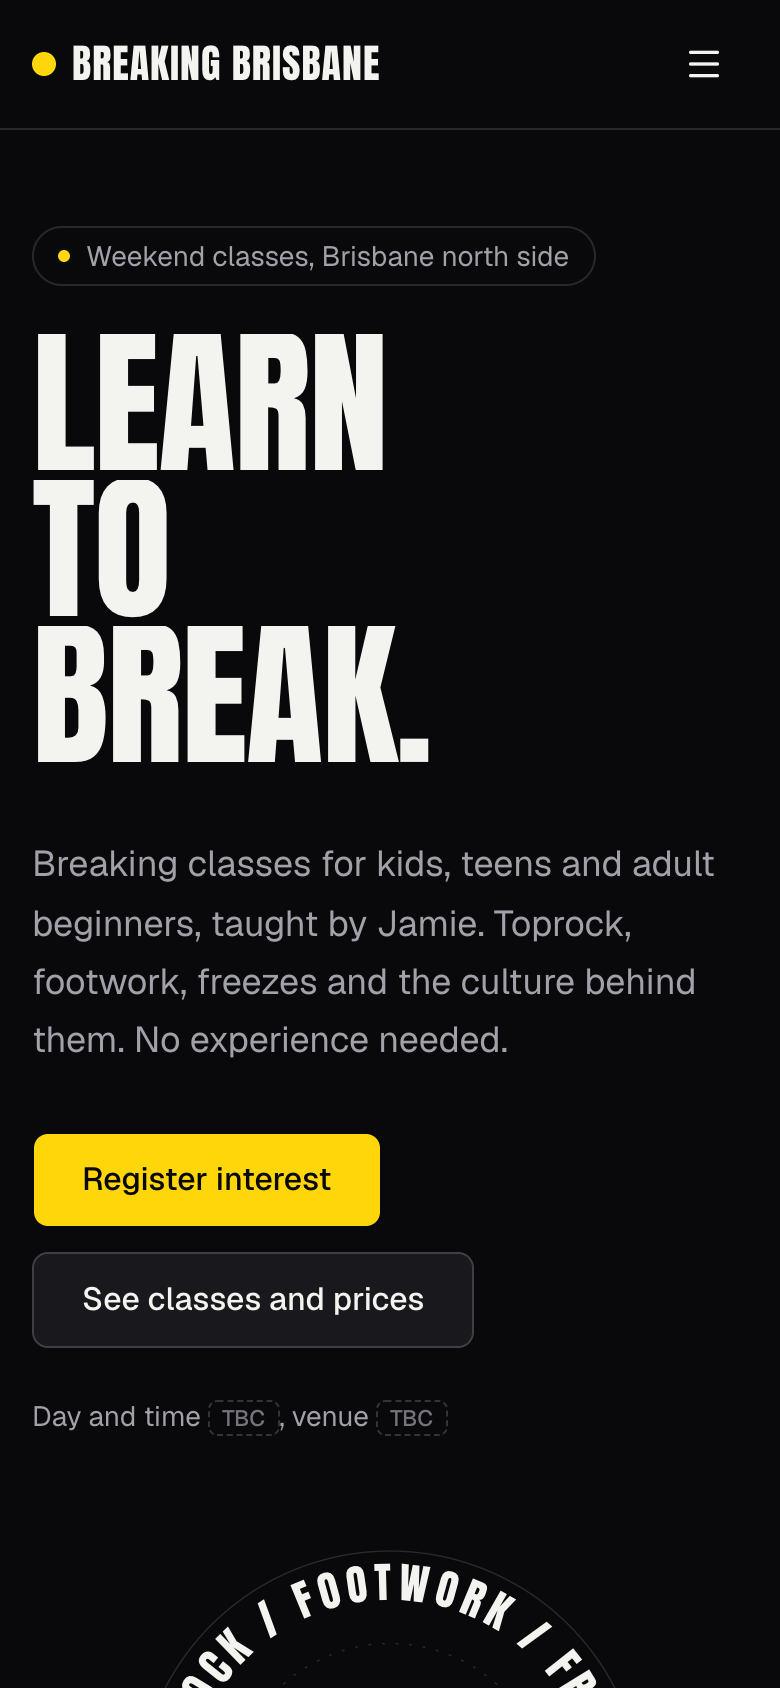 BREAKING BRISBANE
Weekend classes, Brisbane north side
LEARN
TO
BREAK.
Breaking classes for kids, teens and adult
beginners, taught by Jamie. Toprock,
footwork, freezes and the culture behind
them. No experience needed.
Register interest
See classes and prices
Day and time TBC, venue TBC
OCK / FOOTWORK / FR